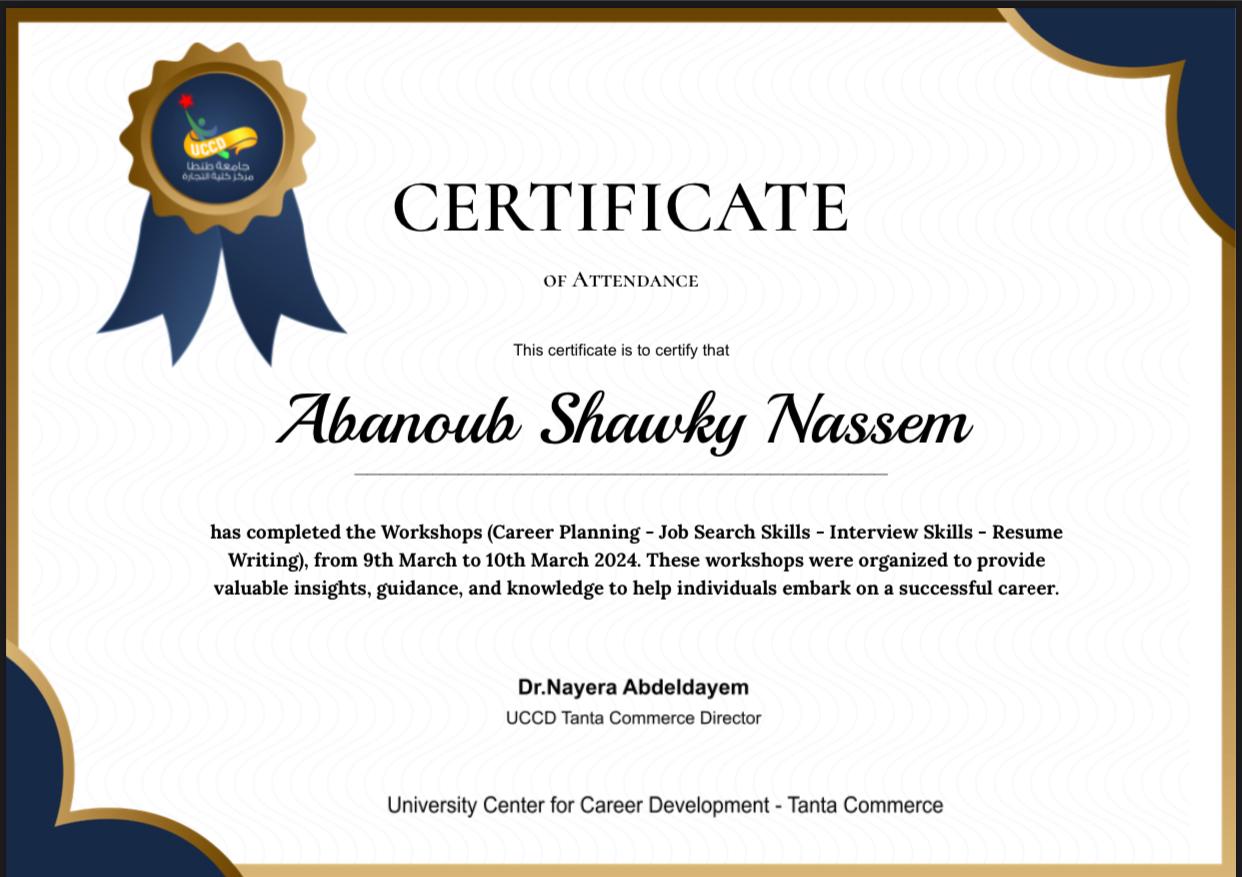 UCCD
جامعة طنطا
مركز كلية التجارة
CERTIFICATE
OF ATTENDANCE
This certificate is to certify that
Abanoub Shawky Nassem
has completed the Workshops (Career Planning - Job Search Skills - Interview Skills - Resume
Writing), from 9th March to 10th March 2024. These workshops were organized to provide
valuable insights, guidance, and knowledge to help individuals embark on a successful career.
Dr.Nayera Abdeldayem
UCCD Tanta Commerce Director
University Center for Career Development - Tanta Commerce